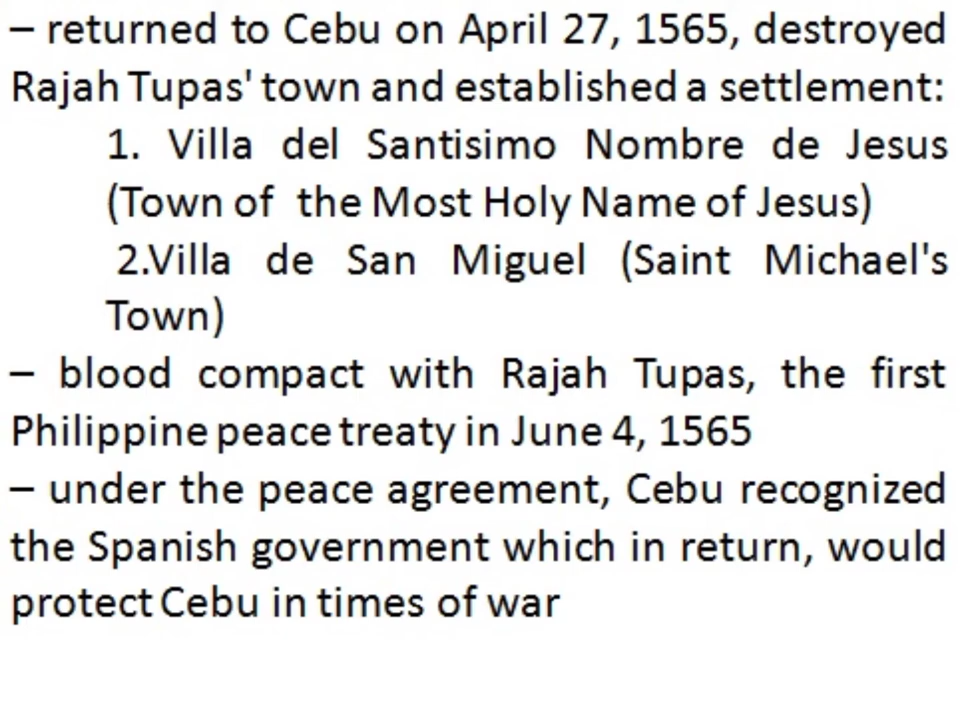 – returned to Cebu on April 27, 1565, destroyed
Rajah Tupas' town and established a settlement:
1. Villa del Santisimo Nombre de Jesus
(Town of the Most Holy Name of Jesus)
2.Villa de San Miguel (Saint Michael's
Town)
– blood compact with Rajah Tupas, the first
Philippine peace treaty in June 4, 1565
– under the peace agreement, Cebu recognized
the Spanish government which in return, would
protect Cebu in times of war